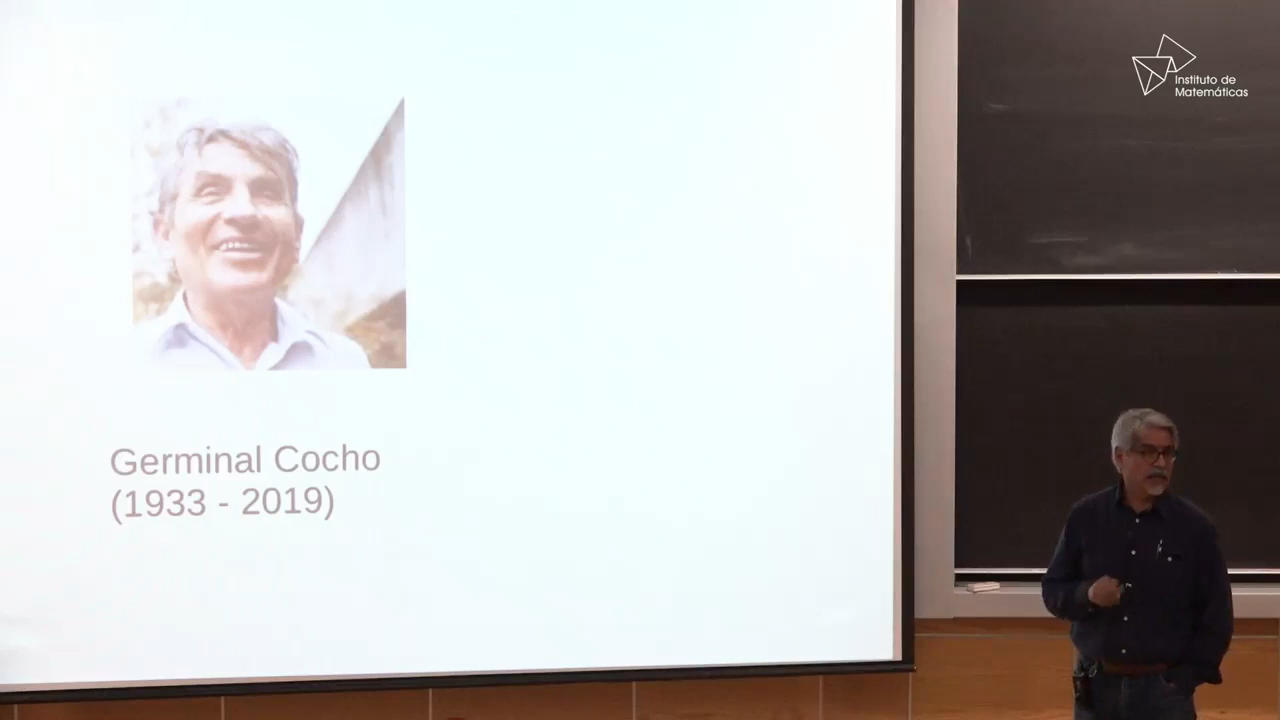 Germinal Cocho
(1933 - 2019)
Instituto de
Matemáticas